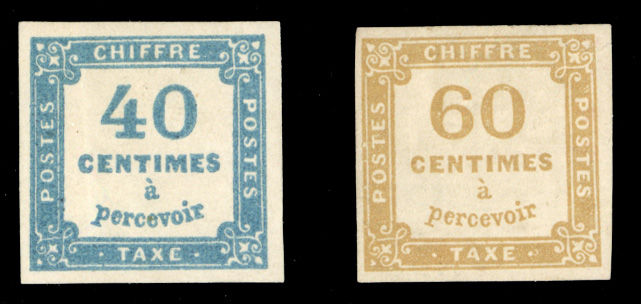 CHIFFRE
POSTES
40
CENTIMES
à
percevoir
POSTES
· TAXE ·
CHIFFRE
POSTES
60
CENTIMES
à
percevoir
POSTES
· TAXE ·